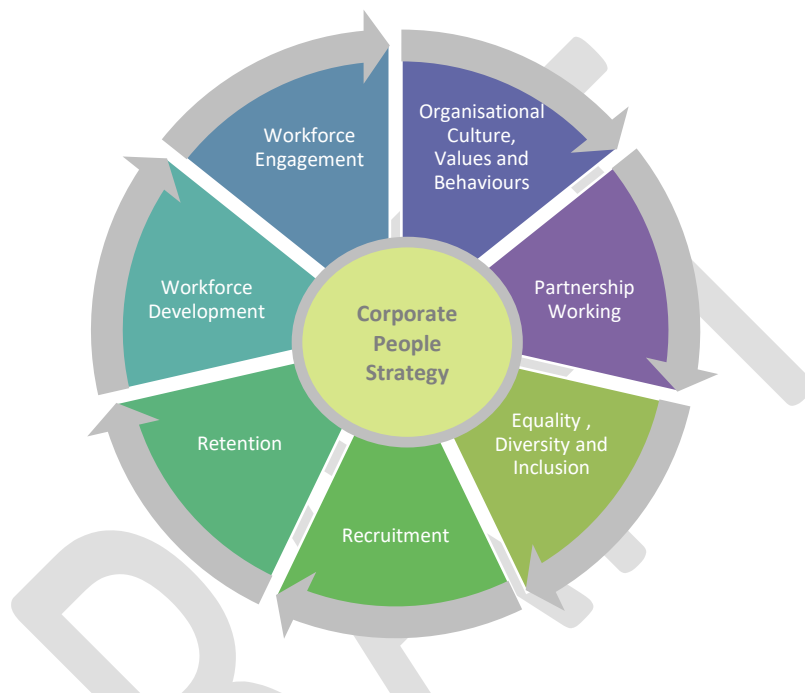 Organisational
Culture,
Values and
Behaviours
Partnership
Working
Equality ,
Diversity and
Inclusion
Recruitment
Retention
Workforce
Development
Workforce
Engagement
Corporate
People
Strategy